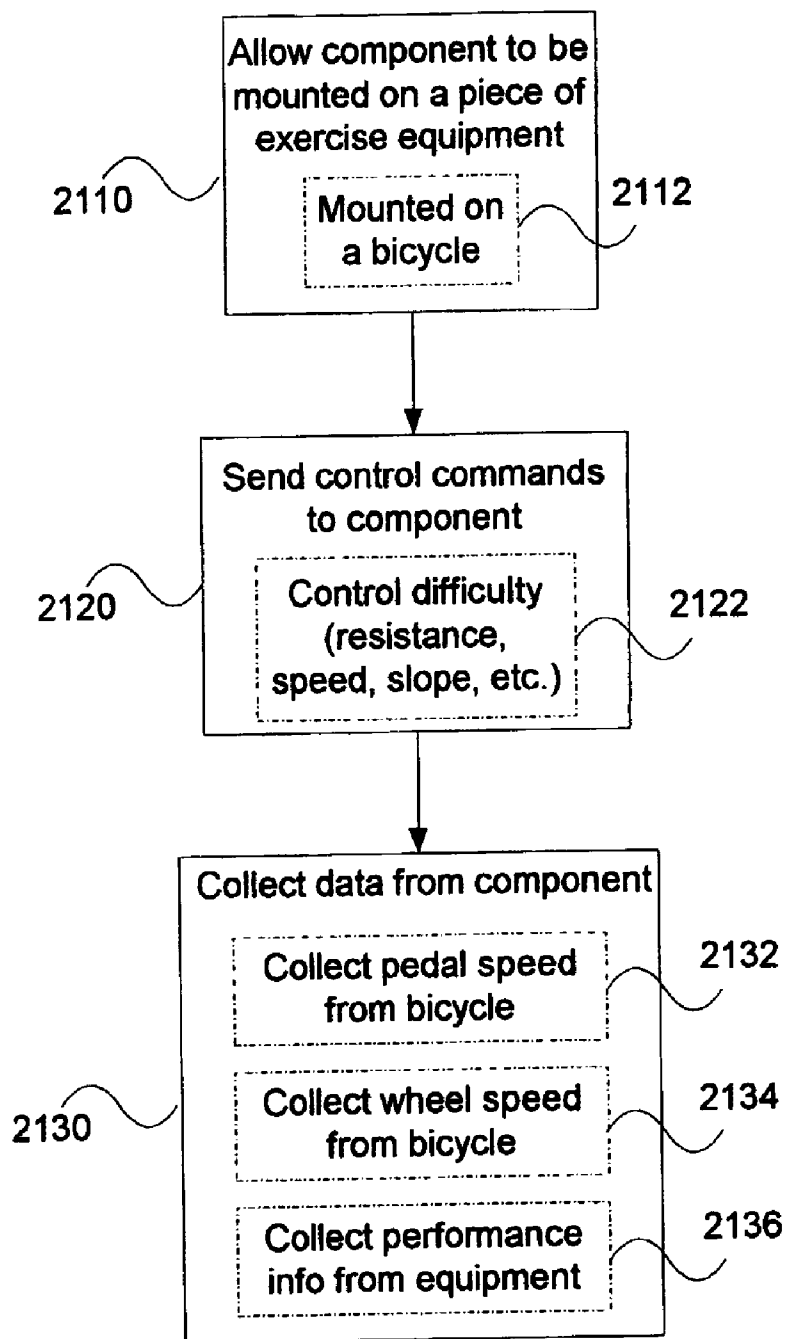 Allow component to be
mounted on a piece of
exercise equipment
2110
2112
Mounted on
a bicycle
Send control commands
to component
2120
Control difficulty
(resistance,
speed, slope, etc.)
2122
Collect data from component
Collect pedal speed
from bicycle
2132
2130
Collect wheel speed
from bicycle
2134
Collect performance
info from equipment
2136